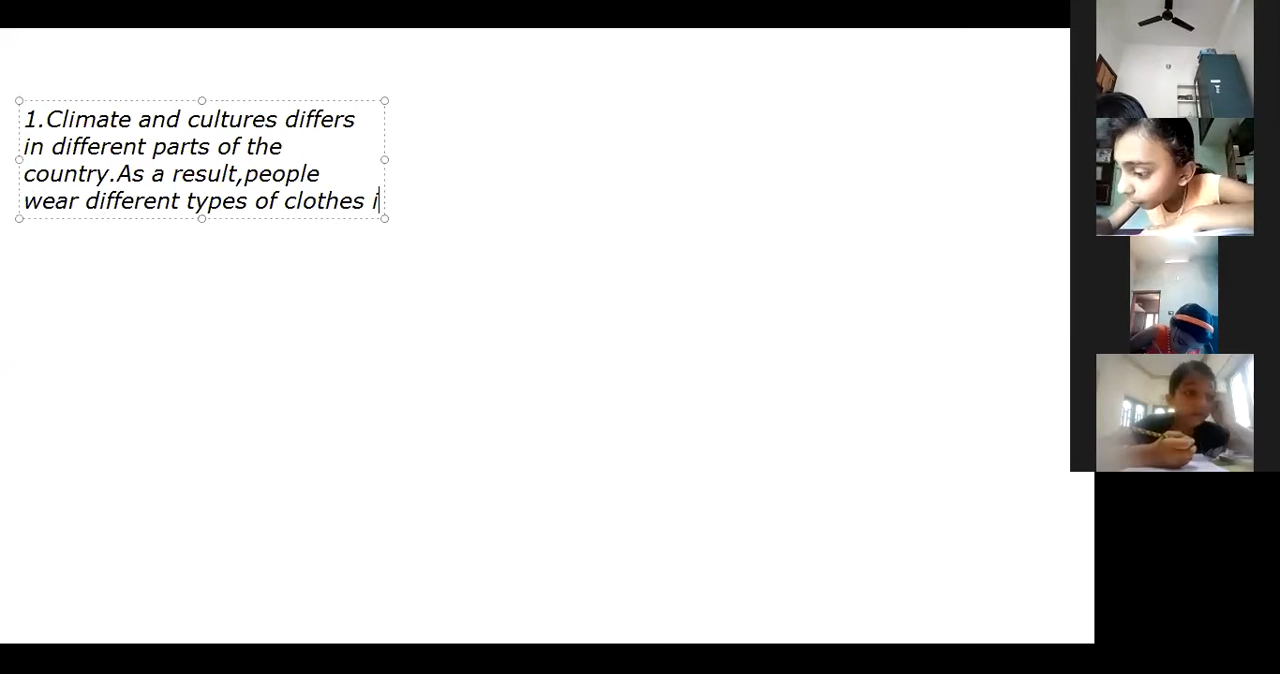 1.Climate and cultures differs
in different parts of the
country.As a result,people
wear different types of clothes i